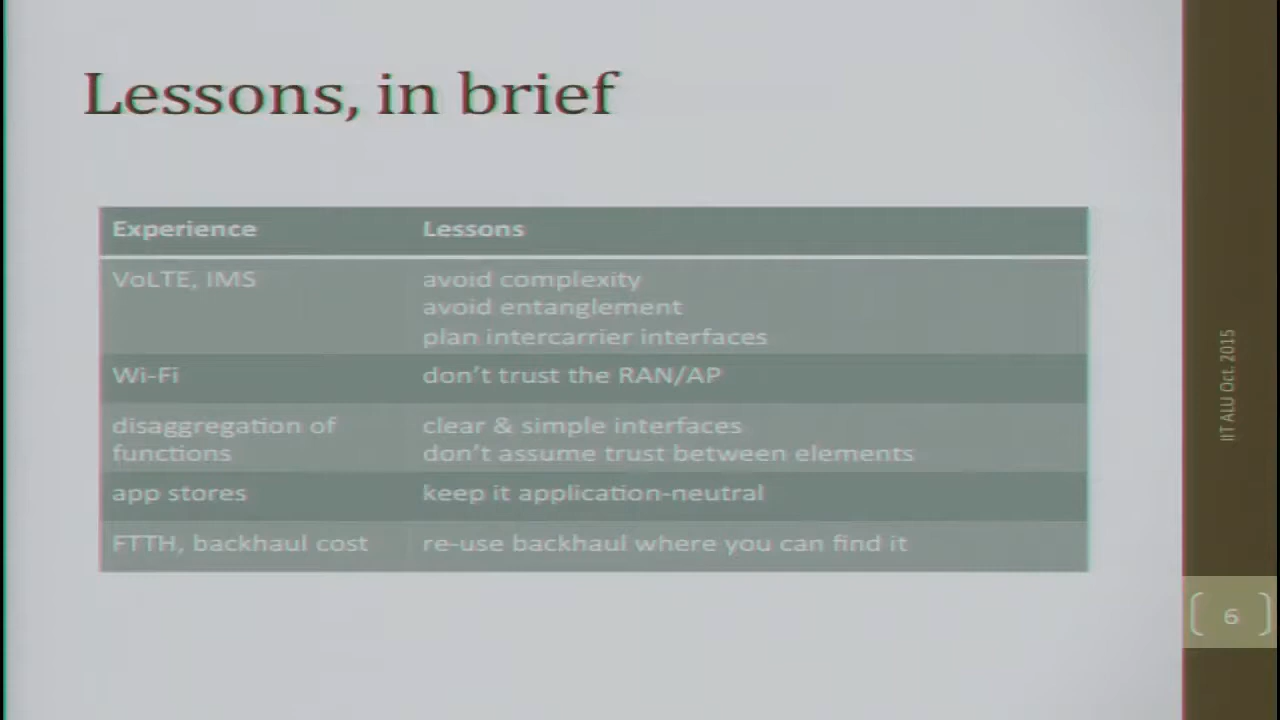 Lessons, in brief
Experience Lessons
VoLTE, IMS avoid complexity
avoid entanglement
plan intercarrier interfaces
Wi-Fi don't trust the RAN/AP
disaggregation of clear & simple interfaces
functions don't assume trust between elements
app stores keep it application-neutral
FTTH, backhaul cost re-use backhaul where you can find it
IIT ALU Oct. 2015
6